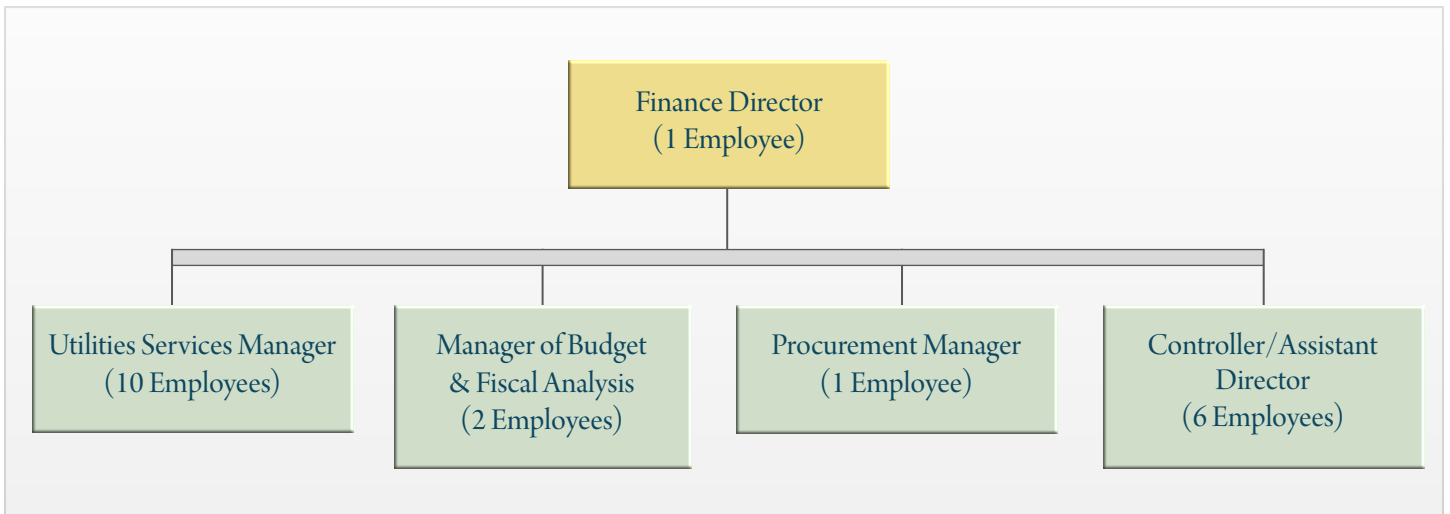 Finance Director
(1 Employee)
Utilities Services Manager
(10 Employees)
Manager of Budget
& Fiscal Analysis
(2 Employees)
Procurement Manager
(1 Employee)
Controller/Assistant
Director
(6 Employees)